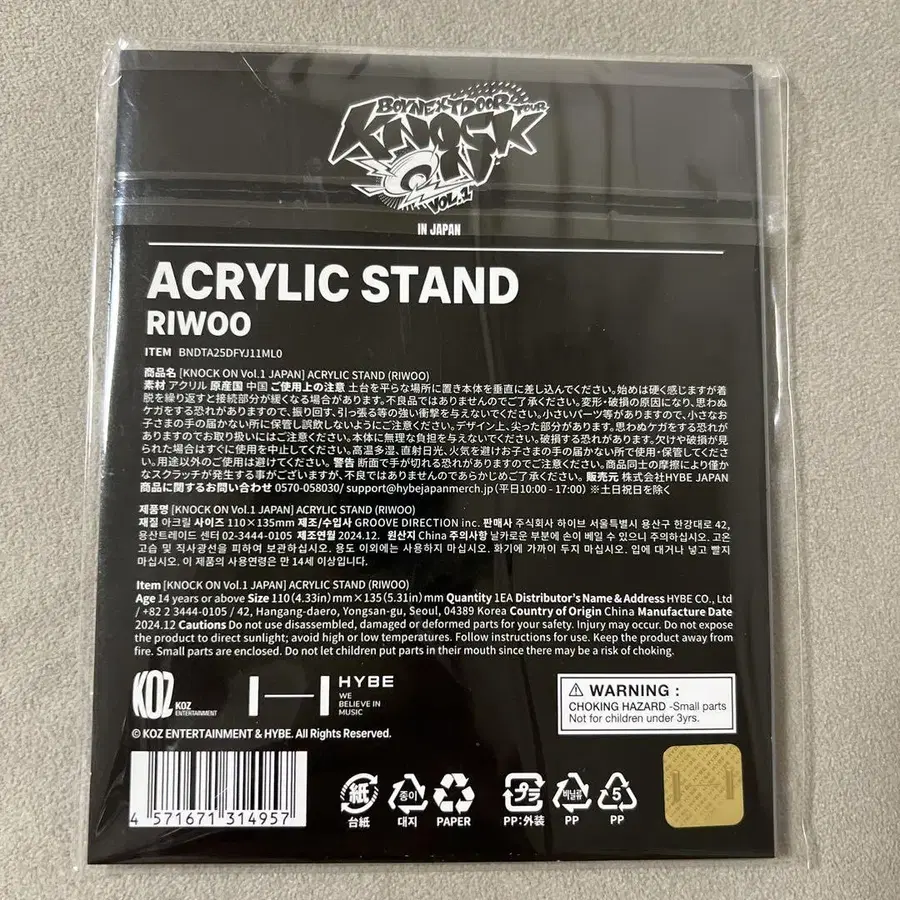 BOYNEXTDOOR TOUR
KNOCK ON
VOL.1
IN JAPAN
ACRYLIC STAND
RIWOO
ITEM BNDTA25DFYJ11ML0
商品名 [KNOCK ON Vol.1 JAPAN] ACRYLIC STAND (RIWOO)
素材 アクリル 原産国 中国 ご使用上の注意 土台を平らな場所に置き本体を垂直に差し込んでください。始めは硬く感じますが着
脱を繰り返すと接続部分が緩くなる場合があります。不良品ではありませんのでご了承ください。変形・破損の原因になり、思わぬ
ケガをする恐れがありますので、振り回す、引っ張る等の強い衝撃を与えないでください。小さいパーツ等がありますので、小さなお
子さまの手の届かない所に保管し誤飲しないようにご注意ください。デザイン上、尖った部分があります。思わぬケガをする恐れが
ありますのでお取り扱いにはご注意ください。本体に無理な負担を与えないでください。破損する恐れがあります。欠けや破損が見
られた場合はすぐに使用を中止してください。高温多湿、直射日光、火気を避けお子さまの手の届かない所で使用・保管してくださ
い。用途以外のご使用は避けてください。警告 断面で手が切れる恐れがありますのでご注意ください。商品同士の摩擦により僅か
なスクラッチが発生する事がございますが、不良ではありませんのであらかじめご了承ください。販売元 株式会社HYBE JAPAN
商品に関するお問い合わせ 0570-058030/ support@hybejapanmerch.jp (平日10:00 - 17:00) ※土日祝日を除く
제품명 [KNOCK ON Vol.1 JAPAN] ACRYLIC STAND (RIWOO)
재질 아크릴 사이즈 110×135mm 제조/수입사 GROOVE DIRECTION inc. 판매사 주식회사 하이브 서울특별시 용산구 한강대로 42,
용산트레이드 센터 02-3444-0105 제조연월 2024.12. 원산지 China 주의사항 날카로운 부분에 손이 베일 수 있으니 주의하십시오. 고온
고습 및 직사광선을 피하여 보관하십시오. 용도 이외에는 사용하지 마십시오. 화기에 가까이 두지 마십시오. 입에 대거나 넣고 빨지
마십시오. 이 제품의 사용연령은 만 14세 이상입니다.
Item [KNOCK ON Vol.1 JAPAN] ACRYLIC STAND (RIWOO)
Age 14 years or above Size 110 (4.33in) mm × 135 (5.31in) mm Quantity 1EA Distributor's Name & Address HYBE CO., Ltd
/ +82 2 3444-0105 / 42, Hangang-daero, Yongsan-gu, Seoul, 04389 Korea Country of Origin China Manufacture Date
2024.12 Cautions Do not use disassembled, damaged or deformed parts for your safety. Injury may occur. Do not expose
the product to direct sunlight; avoid high or low temperatures. Follow instructions for use. Keep the product away from
fire. Small parts are enclosed. Do not let children put parts in their mouth since there may be a risk of choking.
KOZ KOZ ENTERTAINMENT
HYBE
WE
BELIEVE IN
MUSIC
⚠ WARNING :
CHOKING HAZARD -Small parts
Not for children under 3yrs.
© KOZ ENTERTAINMENT & HYBE. All Rights Reserved.
4 571671 314957
紙 台紙
종이 대지
PAPER
プラ PP:外装
비닐류 PP
5 PP